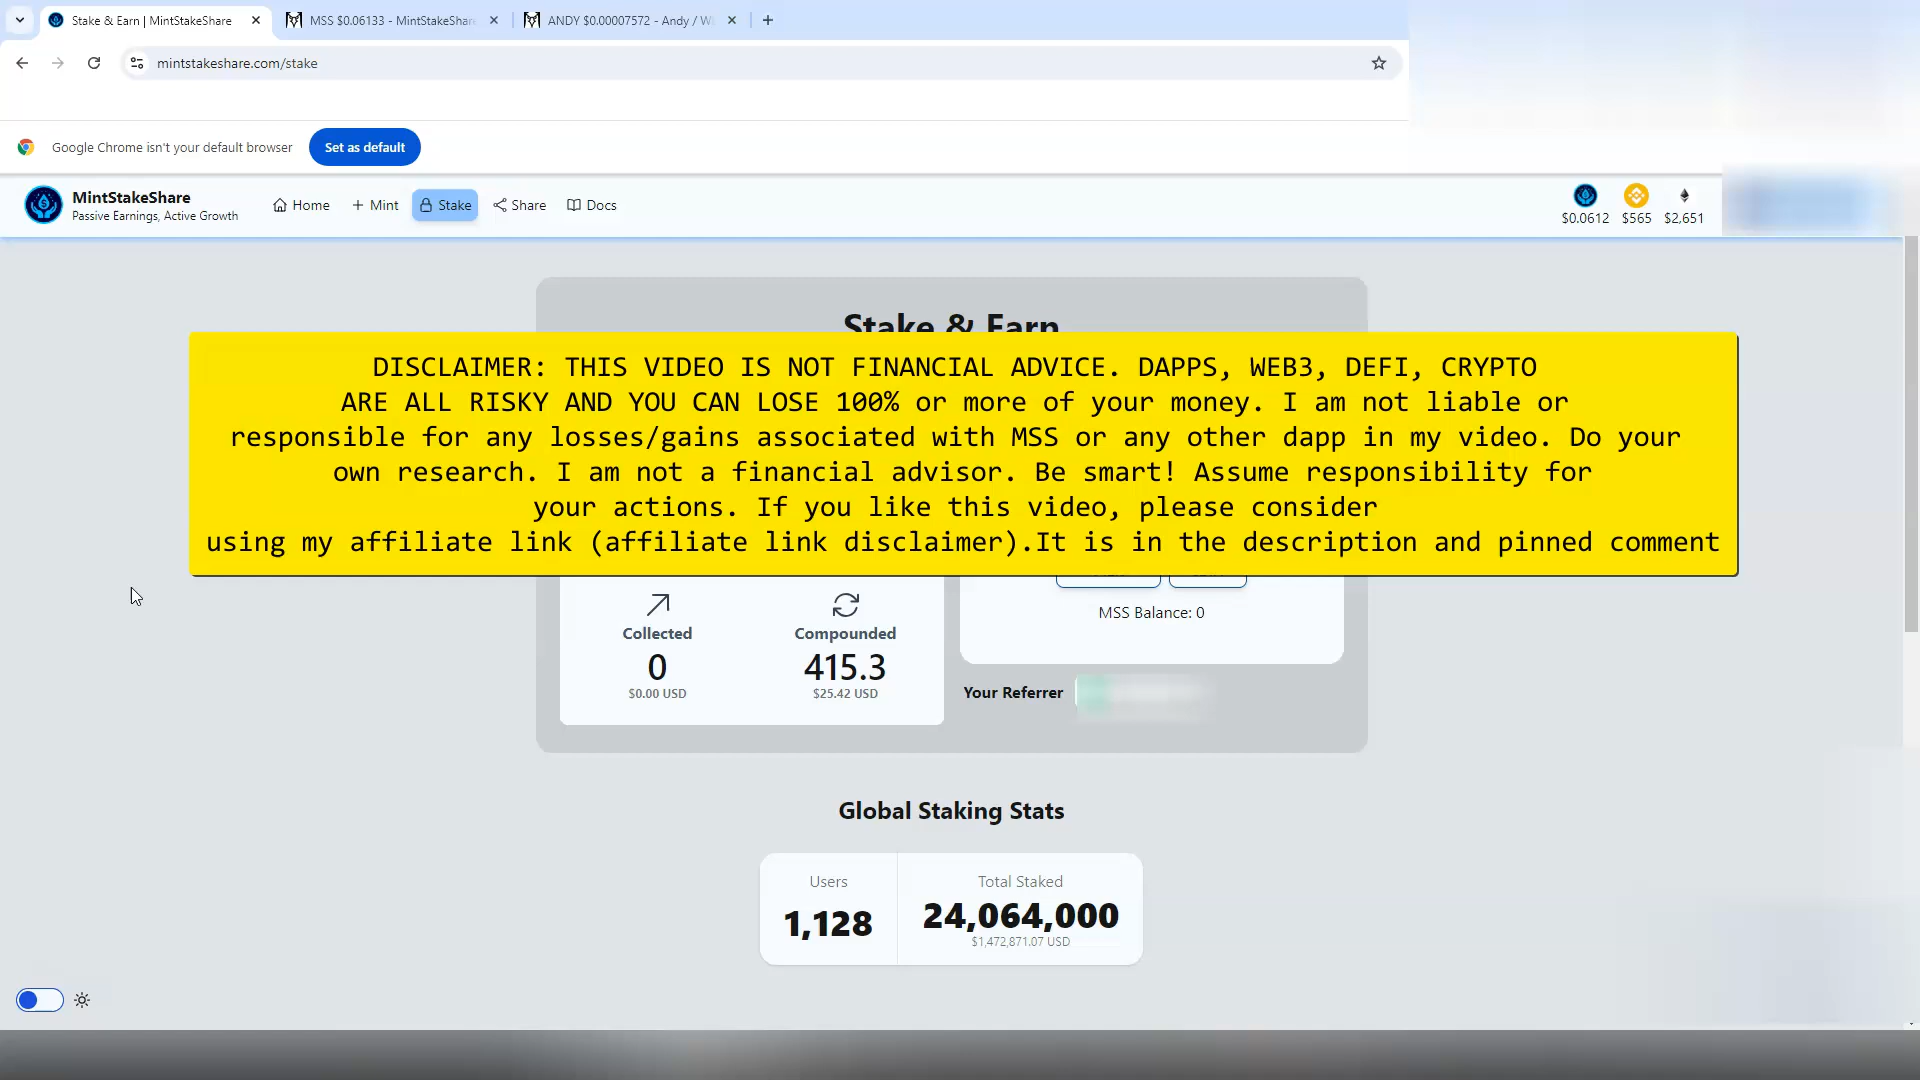 Stake & Earn | MintStakeShare
MSS $0.06133 - MintStakeShare
ANDY $0.00007572 - Andy / W
mintstakeshare.com/stake
Google Chrome isn't your default browser
Set as default
MintStakeShare
Passive Earnings, Active Growth
Home
Mint
Stake
Share
Docs
$0.0612
$565
$2,651
Stake & Earn
DISCLAIMER: THIS VIDEO IS NOT FINANCIAL ADVICE. DAPPS, WEB3, DEFI, CRYPTO
ARE ALL RISKY AND YOU CAN LOSE 100% or more of your money. I am not liable or
responsible for any losses/gains associated with MSS or any other dapp in my video. Do your
own research. I am not a financial advisor. Be smart! Assume responsibility for
your actions. If you like this video, please consider
using my affiliate link (affiliate link disclaimer).It is in the description and pinned comment
MSS Balance: 0
Collected
Compounded
0
415.3
$0.00 USD
$25.42 USD
Your Referrer
Global Staking Stats
Users
Total Staked
1,128
24,064,000
$1,472,871.07 USD